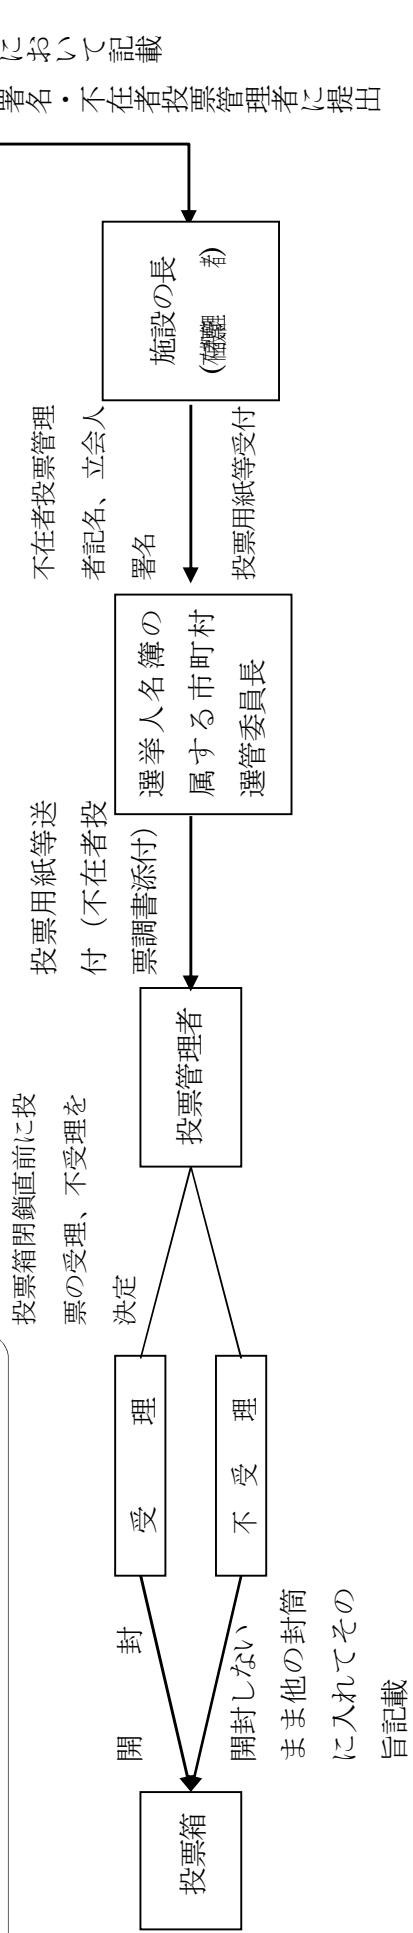 において記載
署名・不在者投票管理者に提出
施設の長
不在者投票管理
者記名、立会人
署名
投票用紙等受付
選挙人名簿の
属する市町村
選管委員長
投票用紙等送
付（不在者投
票調書添付）
投票管理者
投票箱閉鎖直前に投
票の受理、不受理を
決定
受　理
不　受　理
開　封
開封しない
まま他の封筒
に入れてその
旨記載
投票箱